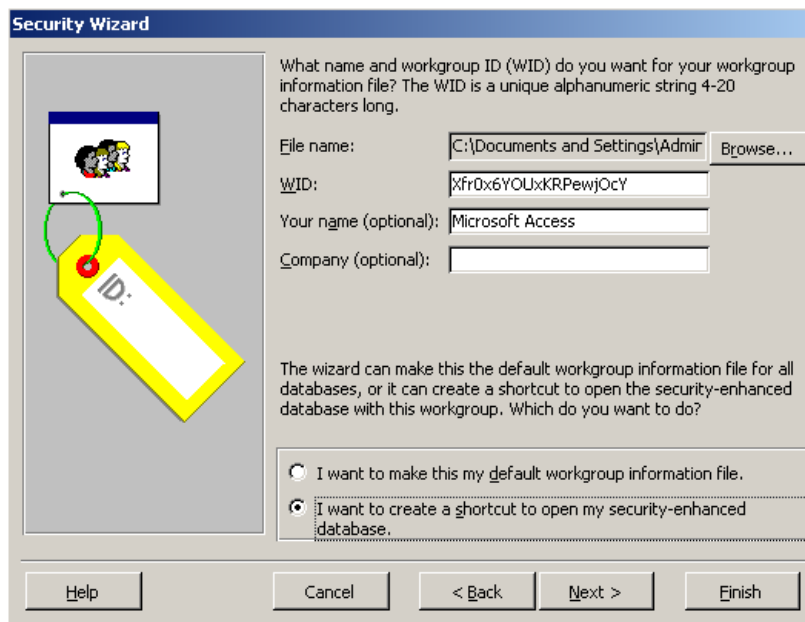 Security Wizard
What name and workgroup ID (WID) do you want for your workgroup
information file? The WID is a unique alphanumeric string 4-20
characters long.
File name: C:\Documents and Settings\Admir Browse...
WID: Xfr0x6YOUxKRPewjOcY
Your name (optional): Microsoft Access
Company (optional):
ID:
The wizard can make this the default workgroup information file for all
databases, or it can create a shortcut to open the security-enhanced
database with this workgroup. Which do you want to do?
I want to make this my default workgroup information file.
I want to create a shortcut to open my security-enhanced
database.
Help Cancel < Back Next > Finish